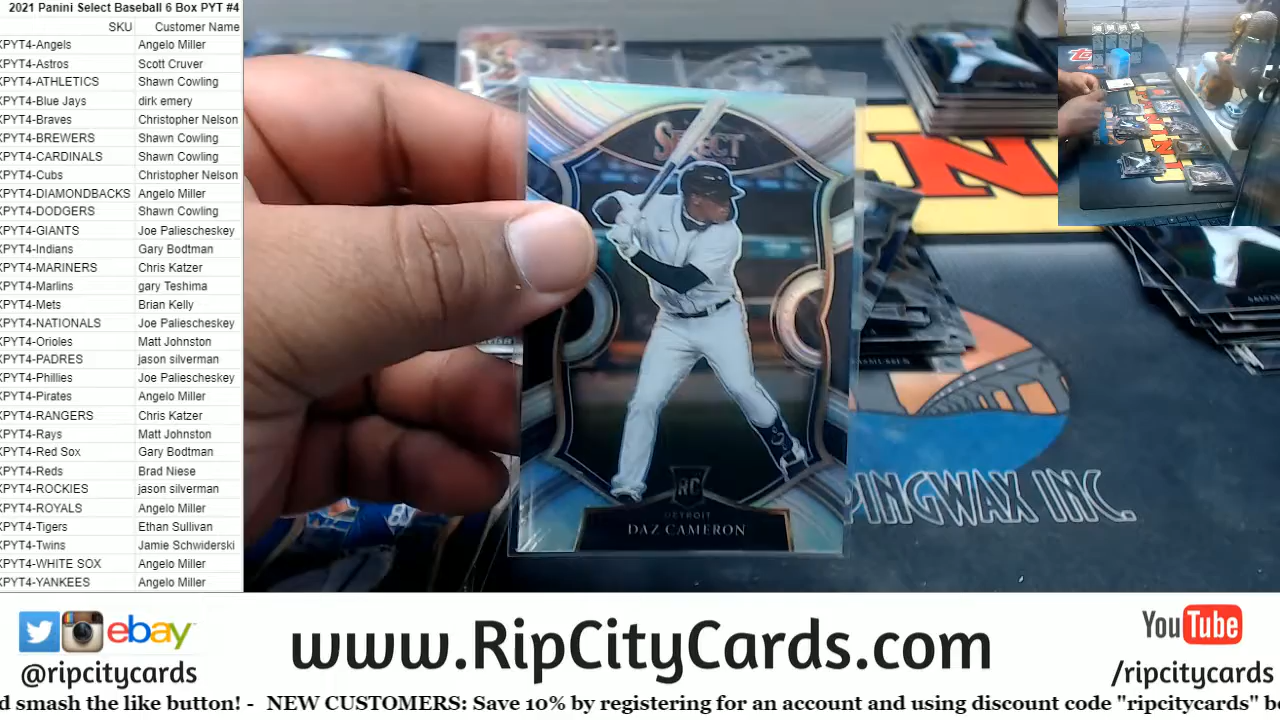 2021 Panini Select Baseball 6 Box PYT #4
SKU Customer Name
XPYT4-Angels Angelo Miller
XPYT4-Astros Scott Cruver
XPYT4-ATHLETICS Shawn Cowling
XPYT4-Blue Jays dirk emery
XPYT4-Braves Christopher Nelson
XPYT4-BREWERS Shawn Cowling
XPYT4-CARDINALS Shawn Cowling
XPYT4-Cubs Christopher Nelson
XPYT4-DIAMONDBACKS Angelo Miller
XPYT4-DODGERS Shawn Cowling
XPYT4-GIANTS Joe Paliescheskey
XPYT4-Indians Gary Bodtman
XPYT4-MARINERS Chris Katzer
XPYT4-Marlins gary Teshima
XPYT4-Mets Brian Kelly
XPYT4-NATIONALS Joe Paliescheskey
XPYT4-Orioles Matt Johnston
XPYT4-PADRES jason silverman
XPYT4-Phillies Joe Paliescheskey
XPYT4-Pirates Angelo Miller
XPYT4-RANGERS Chris Katzer
XPYT4-Rays Matt Johnston
XPYT4-Red Sox Gary Bodtman
XPYT4-Reds Brad Niese
XPYT4-ROCKIES jason silverman
XPYT4-ROYALS Angelo Miller
XPYT4-Tigers Ethan Sullivan
XPYT4-Twins Jamie Schwiderski
XPYT4-WHITE SOX Angelo Miller
XPYT4-YANKEES Angelo Miller
SELECT
RC
DETROIT
DAZ CAMERON
N
PINGWAX INC.
ebay
@ripcitycards
www.RipCityCards.com
YouTube
/ripcitycards
d smash the like button! - NEW CUSTOMERS: Save 10% by registering for an account and using discount code "ripcitycards" be